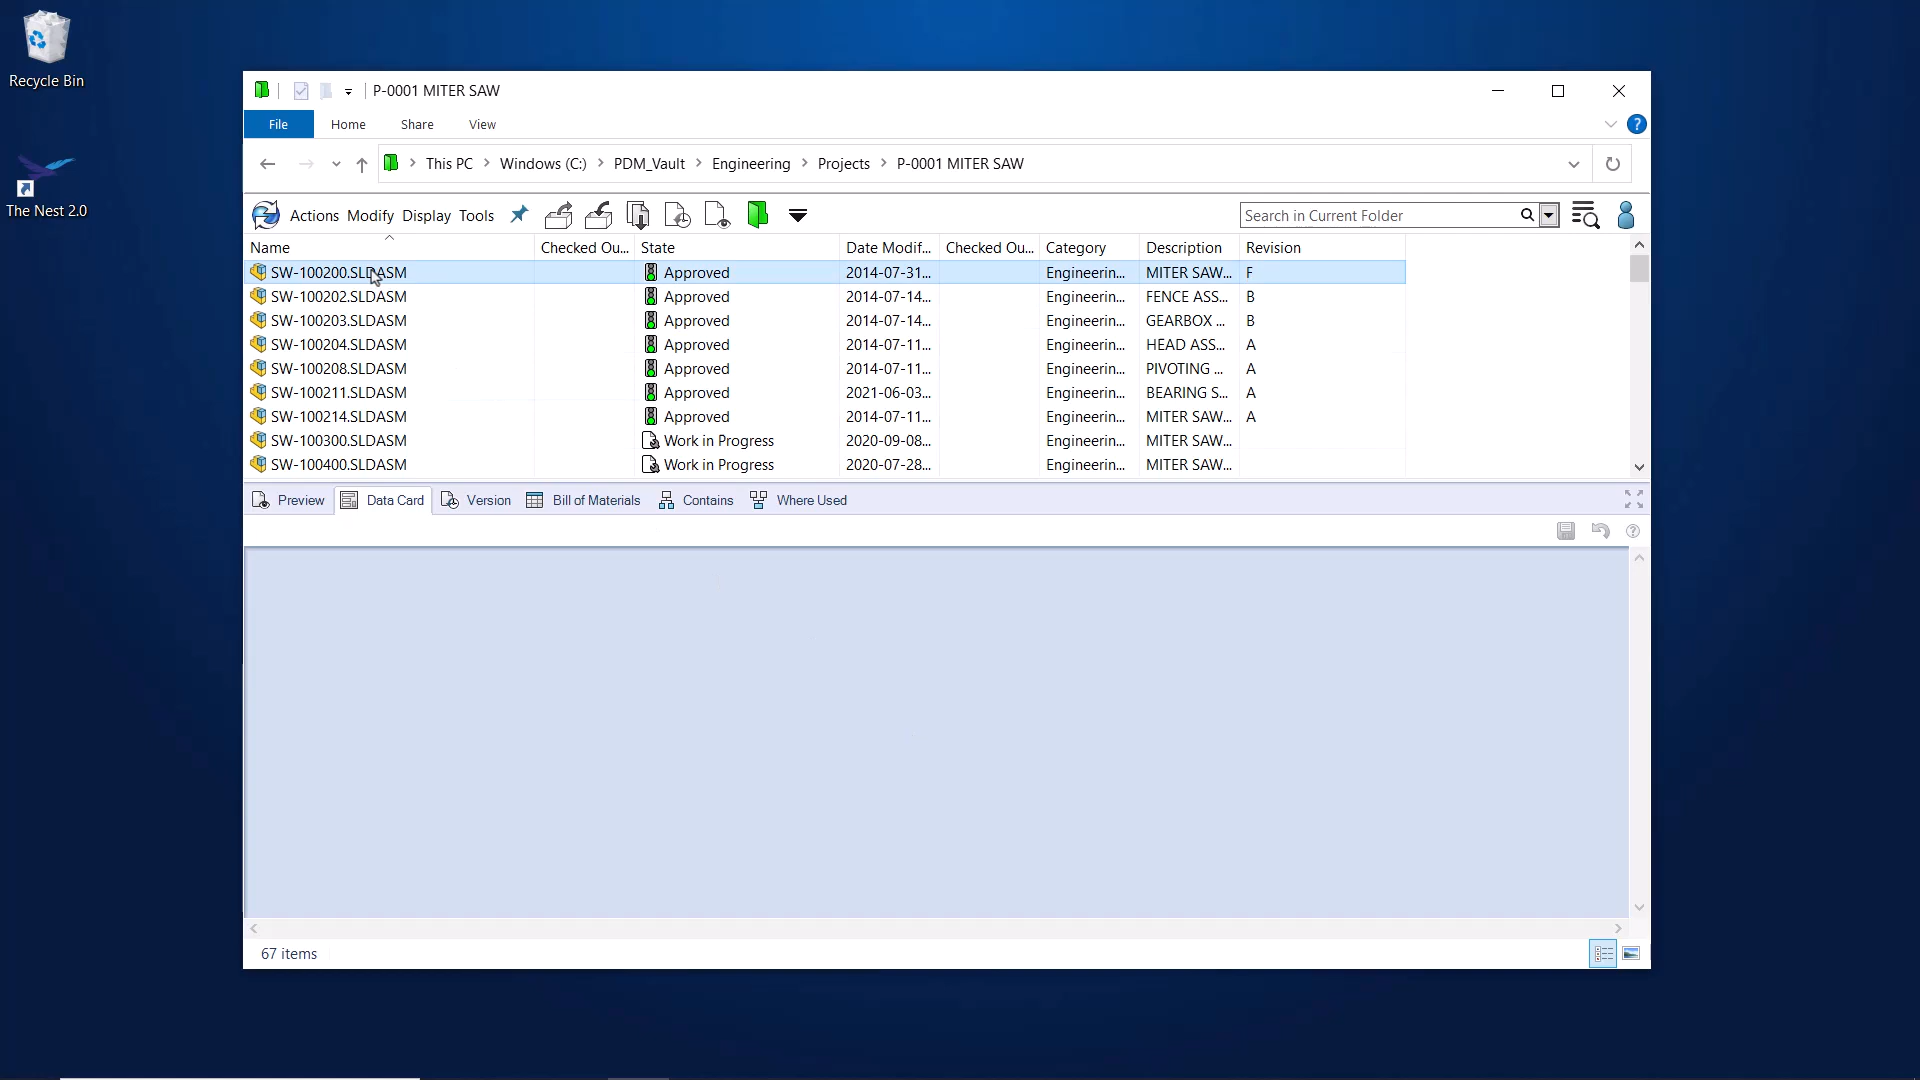 Recycle Bin
The Nest 2.0
P-0001 MITER SAW
File Home Share View
This PC Windows (C:) PDM_Vault Engineering Projects P-0001 MITER SAW
Actions Modify Display Tools Search in Current Folder
Name Checked Ou... State Date Modif... Checked Ou... Category Description Revision
SW-100200.SLDASM Approved 2014-07-31... Engineerin... MITER SAW... F
SW-100202.SLDASM Approved 2014-07-14... Engineerin... FENCE ASS... B
SW-100203.SLDASM Approved 2014-07-14... Engineerin... GEARBOX ... B
SW-100204.SLDASM Approved 2014-07-11... Engineerin... HEAD ASS... A
SW-100208.SLDASM Approved 2014-07-11... Engineerin... PIVOTING ... A
SW-100211.SLDASM Approved 2021-06-03... Engineerin... BEARING S... A
SW-100214.SLDASM Approved 2014-07-11... Engineerin... MITER SAW... A
SW-100300.SLDASM Work in Progress 2020-09-08... Engineerin... MITER SAW...
SW-100400.SLDASM Work in Progress 2020-07-28... Engineerin... MITER SAW...
Preview Data Card Version Bill of Materials Contains Where Used
67 items